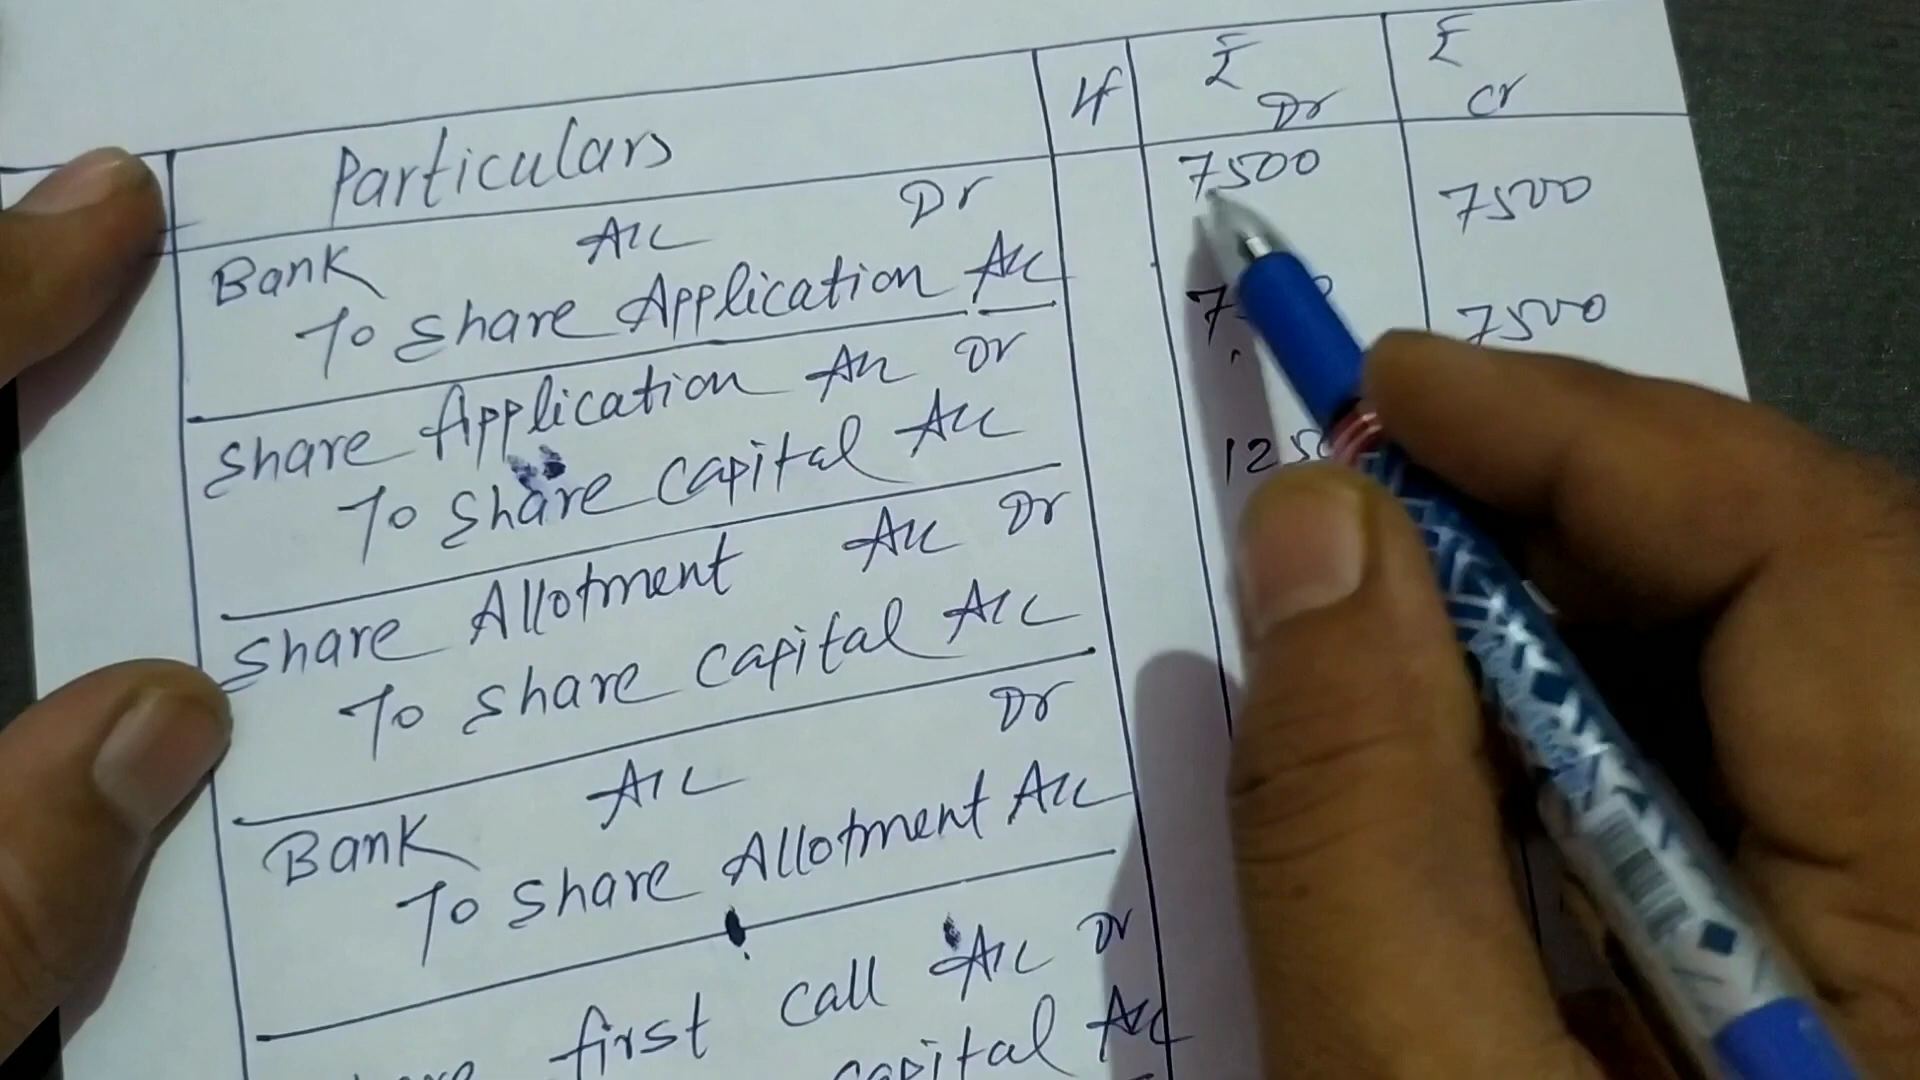 Particulars Lf ₹ Dr ₹ Cr
Bank A/c Dr 7500
To Share Application A/c 7500
Share Application A/c Dr
To Share Capital A/c 7500
Share Allotment A/c Dr
To Share Capital A/c
Bank A/c Dr
To Share Allotment A/c
first call A/c Dr
capital A/c